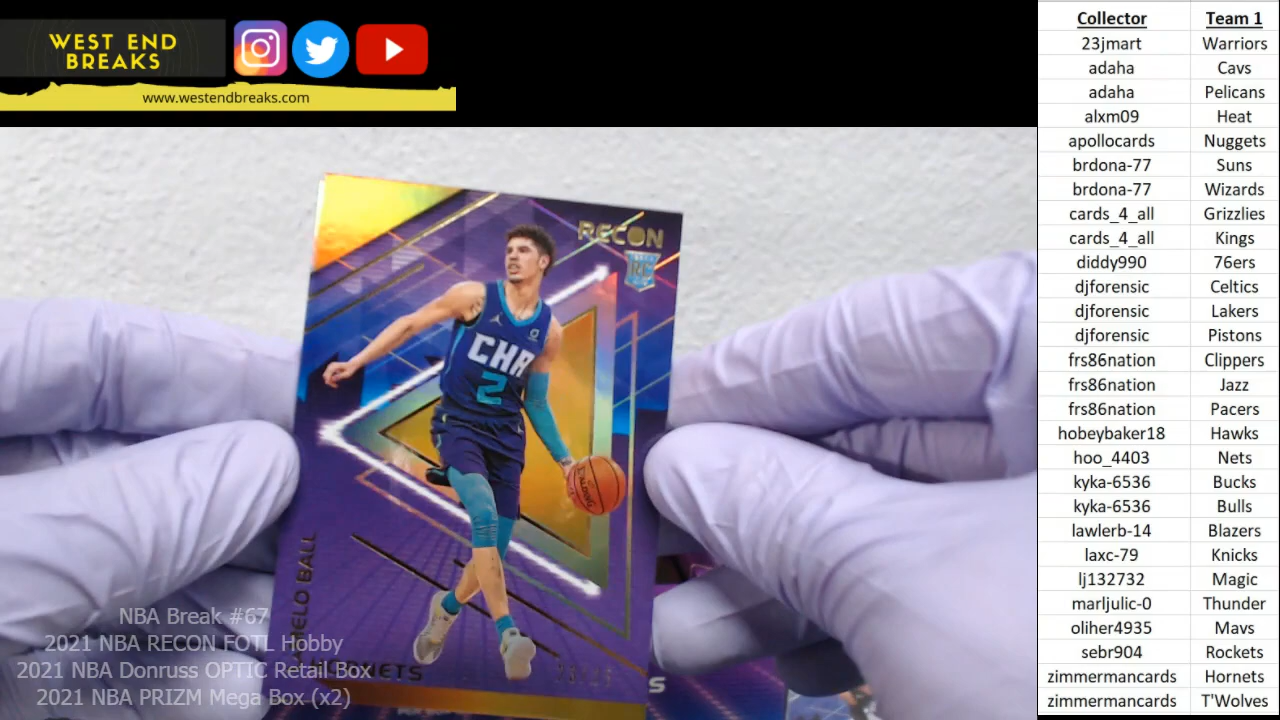 WEST END
BREAKS
www.westendbreaks.com
RECON
RC
CHA
2
SPALDING
MELO BALL
HORNETS
NBA Break #67
2021 NBA RECON FOTL Hobby
2021 NBA Donruss OPTIC Retail Box
2021 NBA PRIZM Mega Box (x2)
S
Collector Team 1
23jmart Warriors
adaha Cavs
adaha Pelicans
alxm09 Heat
apollocards Nuggets
brdona-77 Suns
brdona-77 Wizards
cards_4_all Grizzlies
cards_4_all Kings
diddy990 76ers
djforensic Celtics
djforensic Lakers
djforensic Pistons
frs86nation Clippers
frs86nation Jazz
frs86nation Pacers
hobeybaker18 Hawks
hoo_4403 Nets
kyka-6536 Bucks
kyka-6536 Bulls
lawlerb-14 Blazers
laxc-79 Knicks
lj132732 Magic
marljulic-0 Thunder
oliher4935 Mavs
sebr904 Rockets
zimmermancards Hornets
zimmermancards T'Wolves